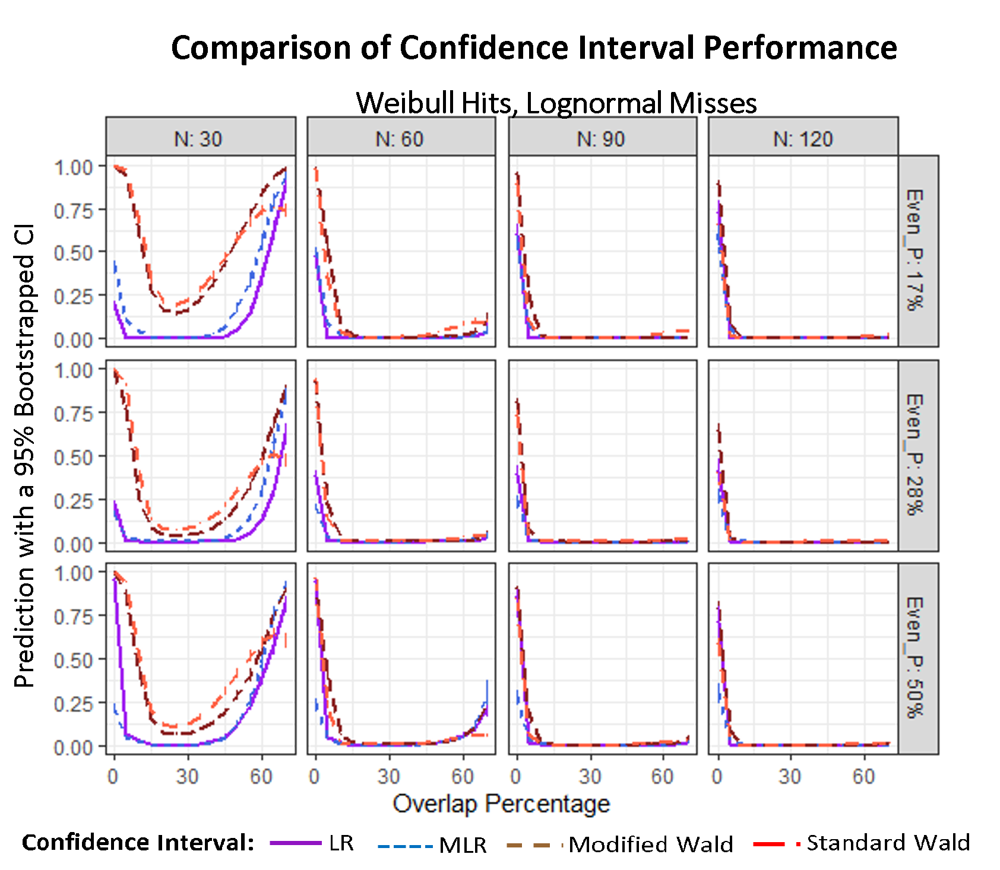 Comparison of Confidence Interval Performance
Weibull Hits, Lognormal Misses
N: 30 N: 60 N: 90 N: 120
Prediction with a 95% Bootstrapped CI
1.00
0.75
0.50
0.25
0.00
Even_P: 17%
1.00
0.75
0.50
0.25
0.00
Even_P: 28%
1.00
0.75
0.50
0.25
0.00
Even_P: 50%
0 30 60 0 30 60 0 30 60 0 30 60
Overlap Percentage
Confidence Interval: LR MLR Modified Wald Standard Wald